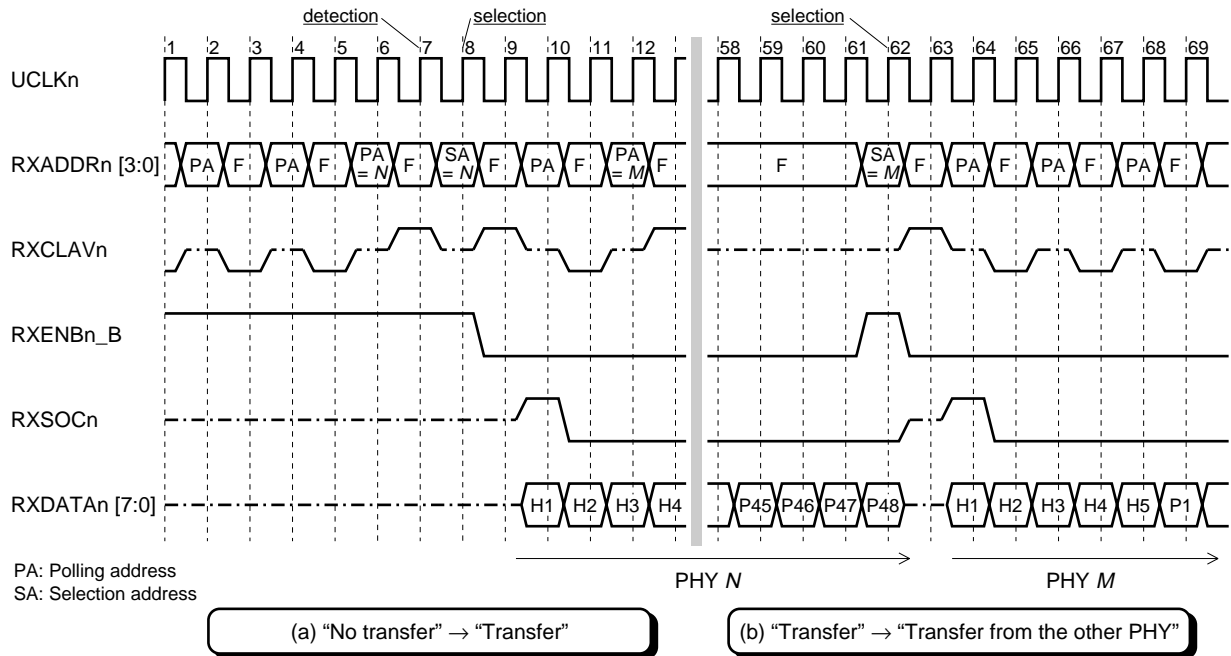 detection selection selection
1 2 3 4 5 6 7 8 9 10 11 12 58 59 60 61 62 63 64 65 66 67 68 69
UCLKn
RXADDRn [3:0] PA F PA F PA = N F SA = N F PA F PA = M F F SA = M F PA F PA F PA F
RXCLAVn
RXENBn_B
RXSOCn
RXDATAn [7:0] H1 H2 H3 H4 P45 P46 P47 P48 H1 H2 H3 H4 H5 P1
PHY N PHY M
PA: Polling address
SA: Selection address
(a) “No transfer” → “Transfer” (b) “Transfer” → “Transfer from the other PHY”